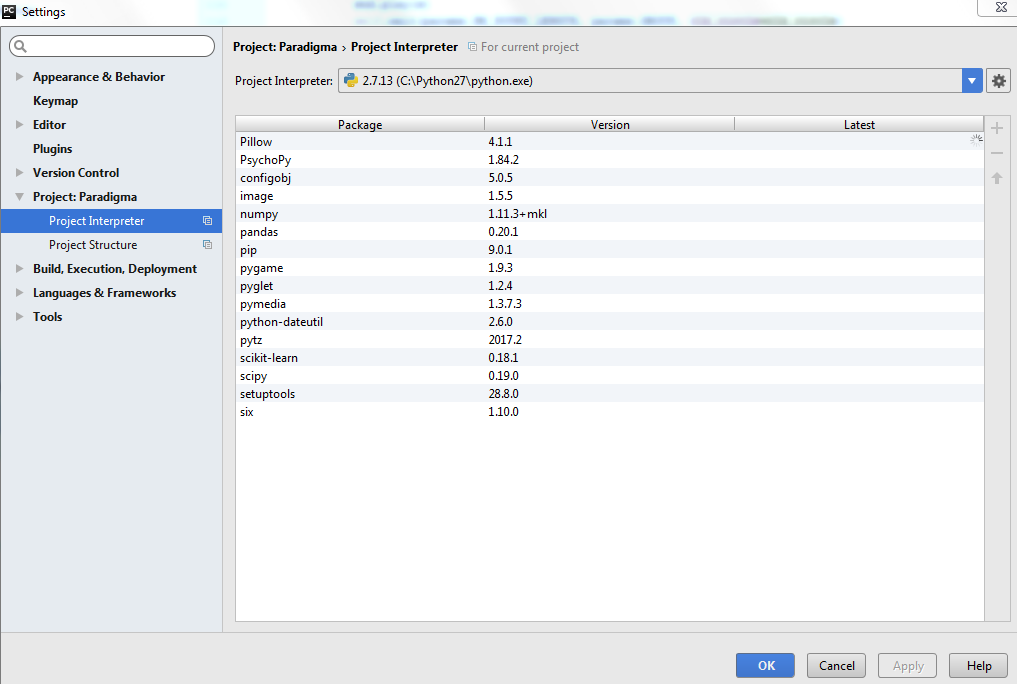 PC Settings
Project: Paradigma › Project Interpreter For current project
Project Interpreter: 2.7.13 (C:\Python27\python.exe)
Appearance & Behavior
Keymap
Editor
Plugins
Version Control
Project: Paradigma
Project Interpreter
Project Structure
Build, Execution, Deployment
Languages & Frameworks
Tools
Package Version Latest
Pillow 4.1.1
PsychoPy 1.84.2
configobj 5.0.5
image 1.5.5
numpy 1.11.3+mkl
pandas 0.20.1
pip 9.0.1
pygame 1.9.3
pyglet 1.2.4
pymedia 1.3.7.3
python-dateutil 2.6.0
pytz 2017.2
scikit-learn 0.18.1
scipy 0.19.0
setuptools 28.8.0
six 1.10.0
OK Cancel Apply Help